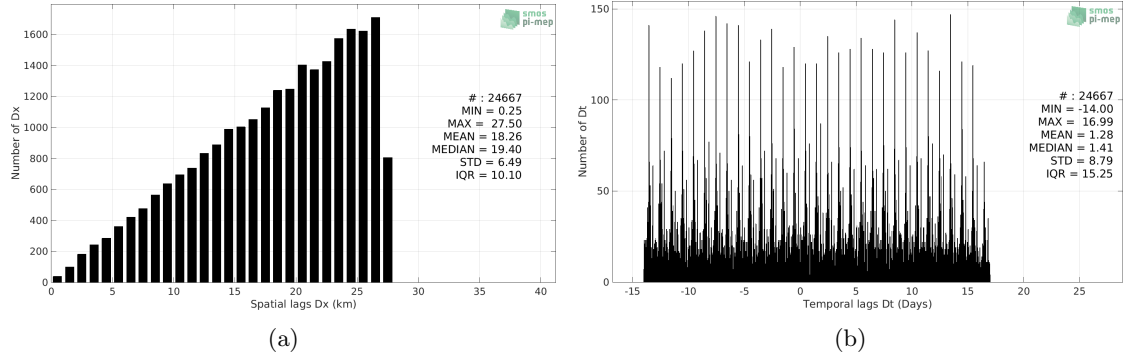 smos
pi-mep
Number of Dx
1600
1400
1200
1000
800
600
400
200
0
# : 24667
MIN = 0.25
MAX = 27.50
MEAN = 18.26
MEDIAN = 19.40
STD = 6.49
IQR = 10.10
0 5 10 15 20 25 30 35 40
Spatial lags Dx (km)
(a)
smos
pi-mep
Number of Dt
150
100
50
0
# : 24667
MIN = -14.00
MAX = 16.99
MEAN = 1.28
MEDIAN = 1.41
STD = 8.79
IQR = 15.25
-15 -10 -5 0 5 10 15 20 25
Temporal lags Dt (Days)
(b)